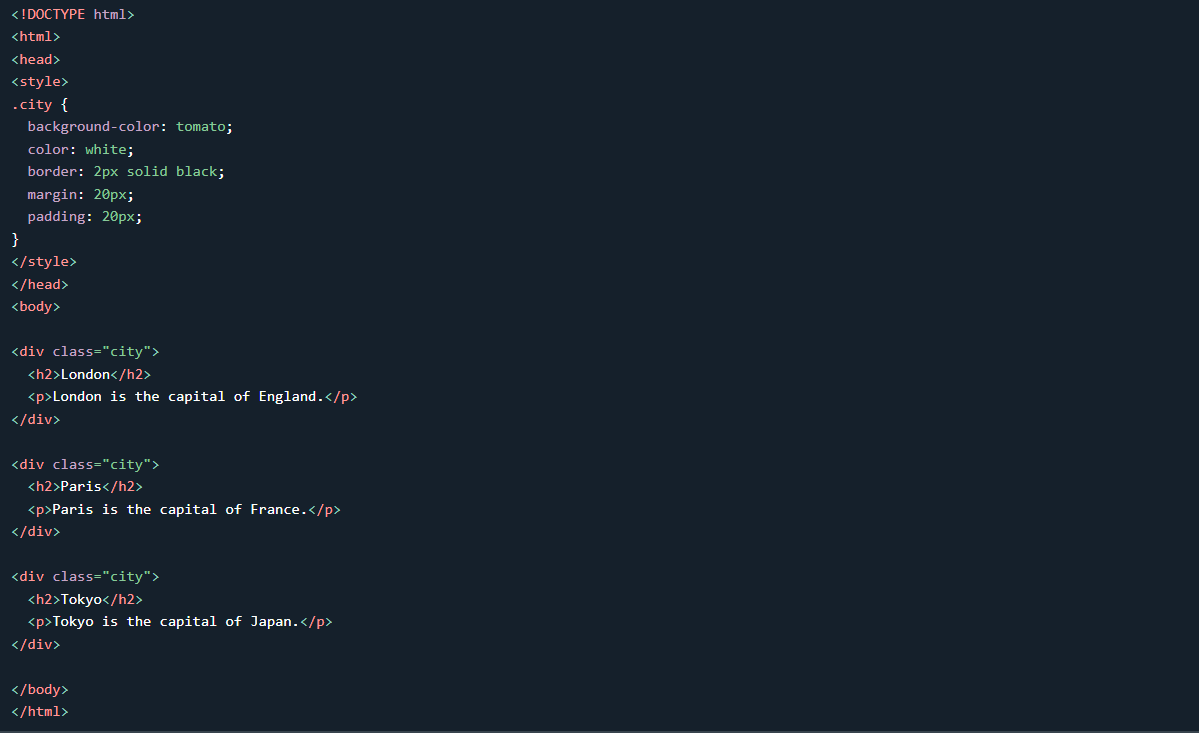 <!DOCTYPE html>
<html>
<head>
<style>
.city {
  background-color: tomato;
  color: white;
  border: 2px solid black;
  margin: 20px;
  padding: 20px;
}
</style>
</head>
<body>

<div class="city">
  <h2>London</h2>
  <p>London is the capital of England.</p>
</div>

<div class="city">
  <h2>Paris</h2>
  <p>Paris is the capital of France.</p>
</div>

<div class="city">
  <h2>Tokyo</h2>
  <p>Tokyo is the capital of Japan.</p>
</div>

</body>
</html>